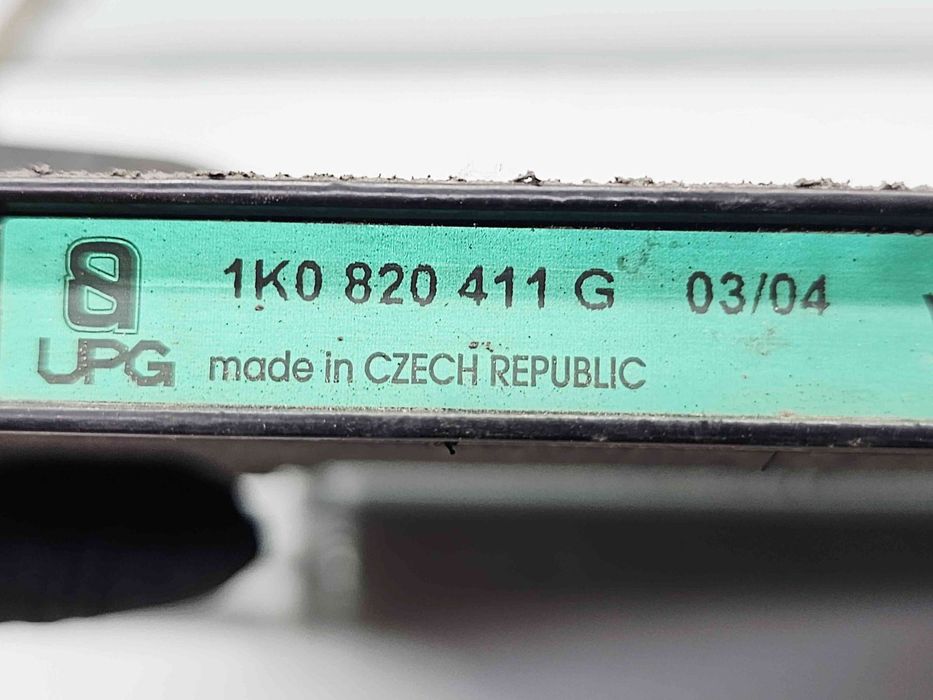 1K0 820 411 G 03/04
UPG made in CZECH REPUBLIC